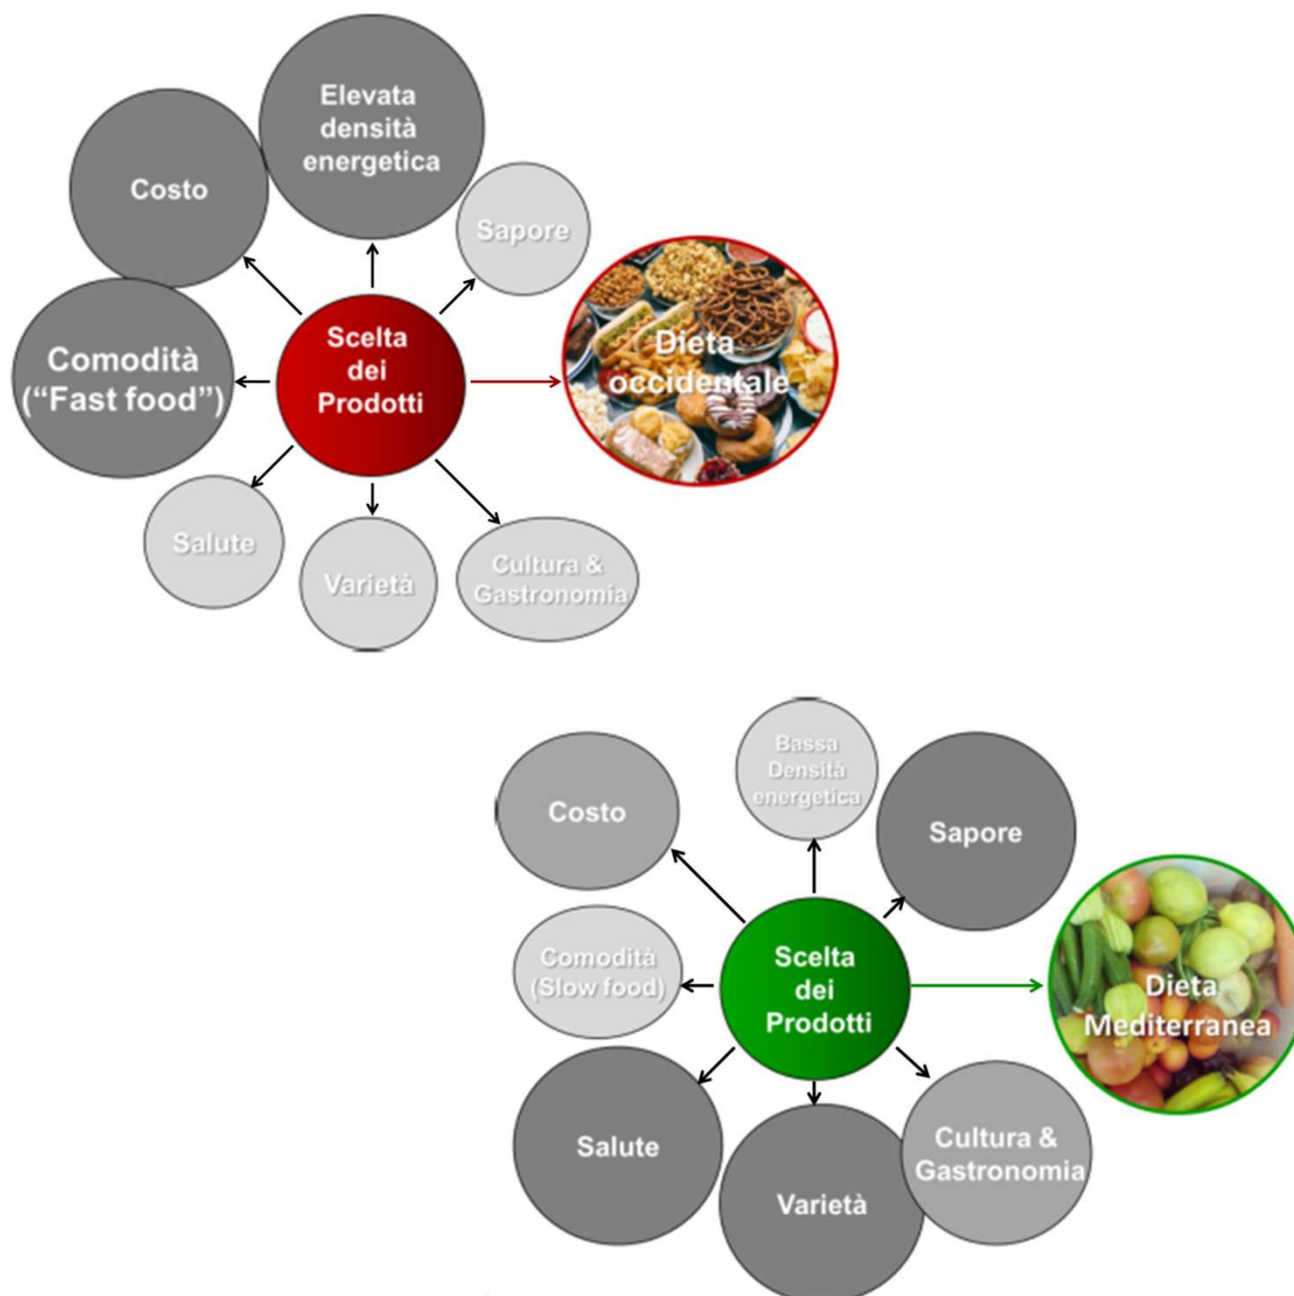 Elevata
densità
energetica
Costo
Sapore
Comodità
(“Fast food”)
Scelta
dei
Prodotti
Dieta
occidentale
Salute
Varietà
Cultura &
Gastronomia
Bassa
Densità
energetica
Costo
Sapore
Comodità
(Slow food)
Scelta
dei
Prodotti
Dieta
Mediterranea
Salute
Varietà
Cultura &
Gastronomia